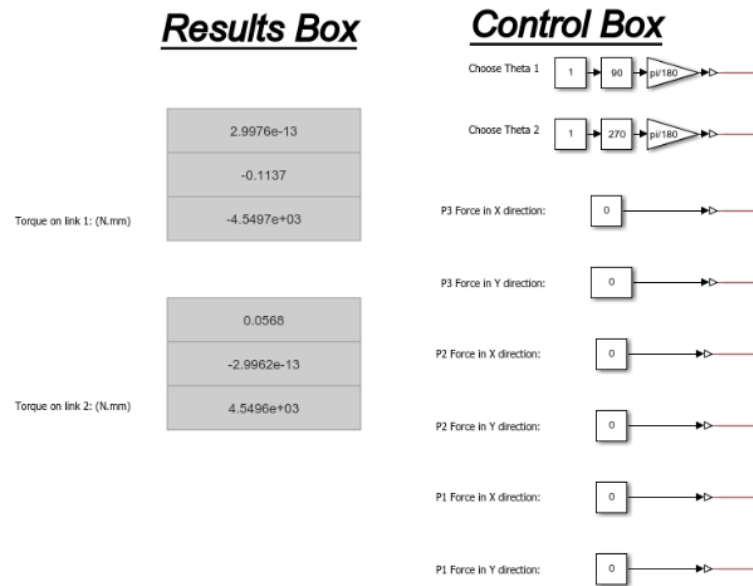 Results Box
2.9976e-13
-0.1137
Torque on link 1: (N.mm)
-4.5497e+03
0.0568
-2.9962e-13
Torque on link 2: (N.mm)
4.5496e+03
Control Box
Choose Theta 1
1
90
pi/180
Choose Theta 2
1
270
pi/180
P3 Force in X direction:
0
P3 Force in Y direction:
0
P2 Force in X direction:
0
P2 Force in Y direction:
0
P1 Force in X direction:
0
P1 Force in Y direction:
0